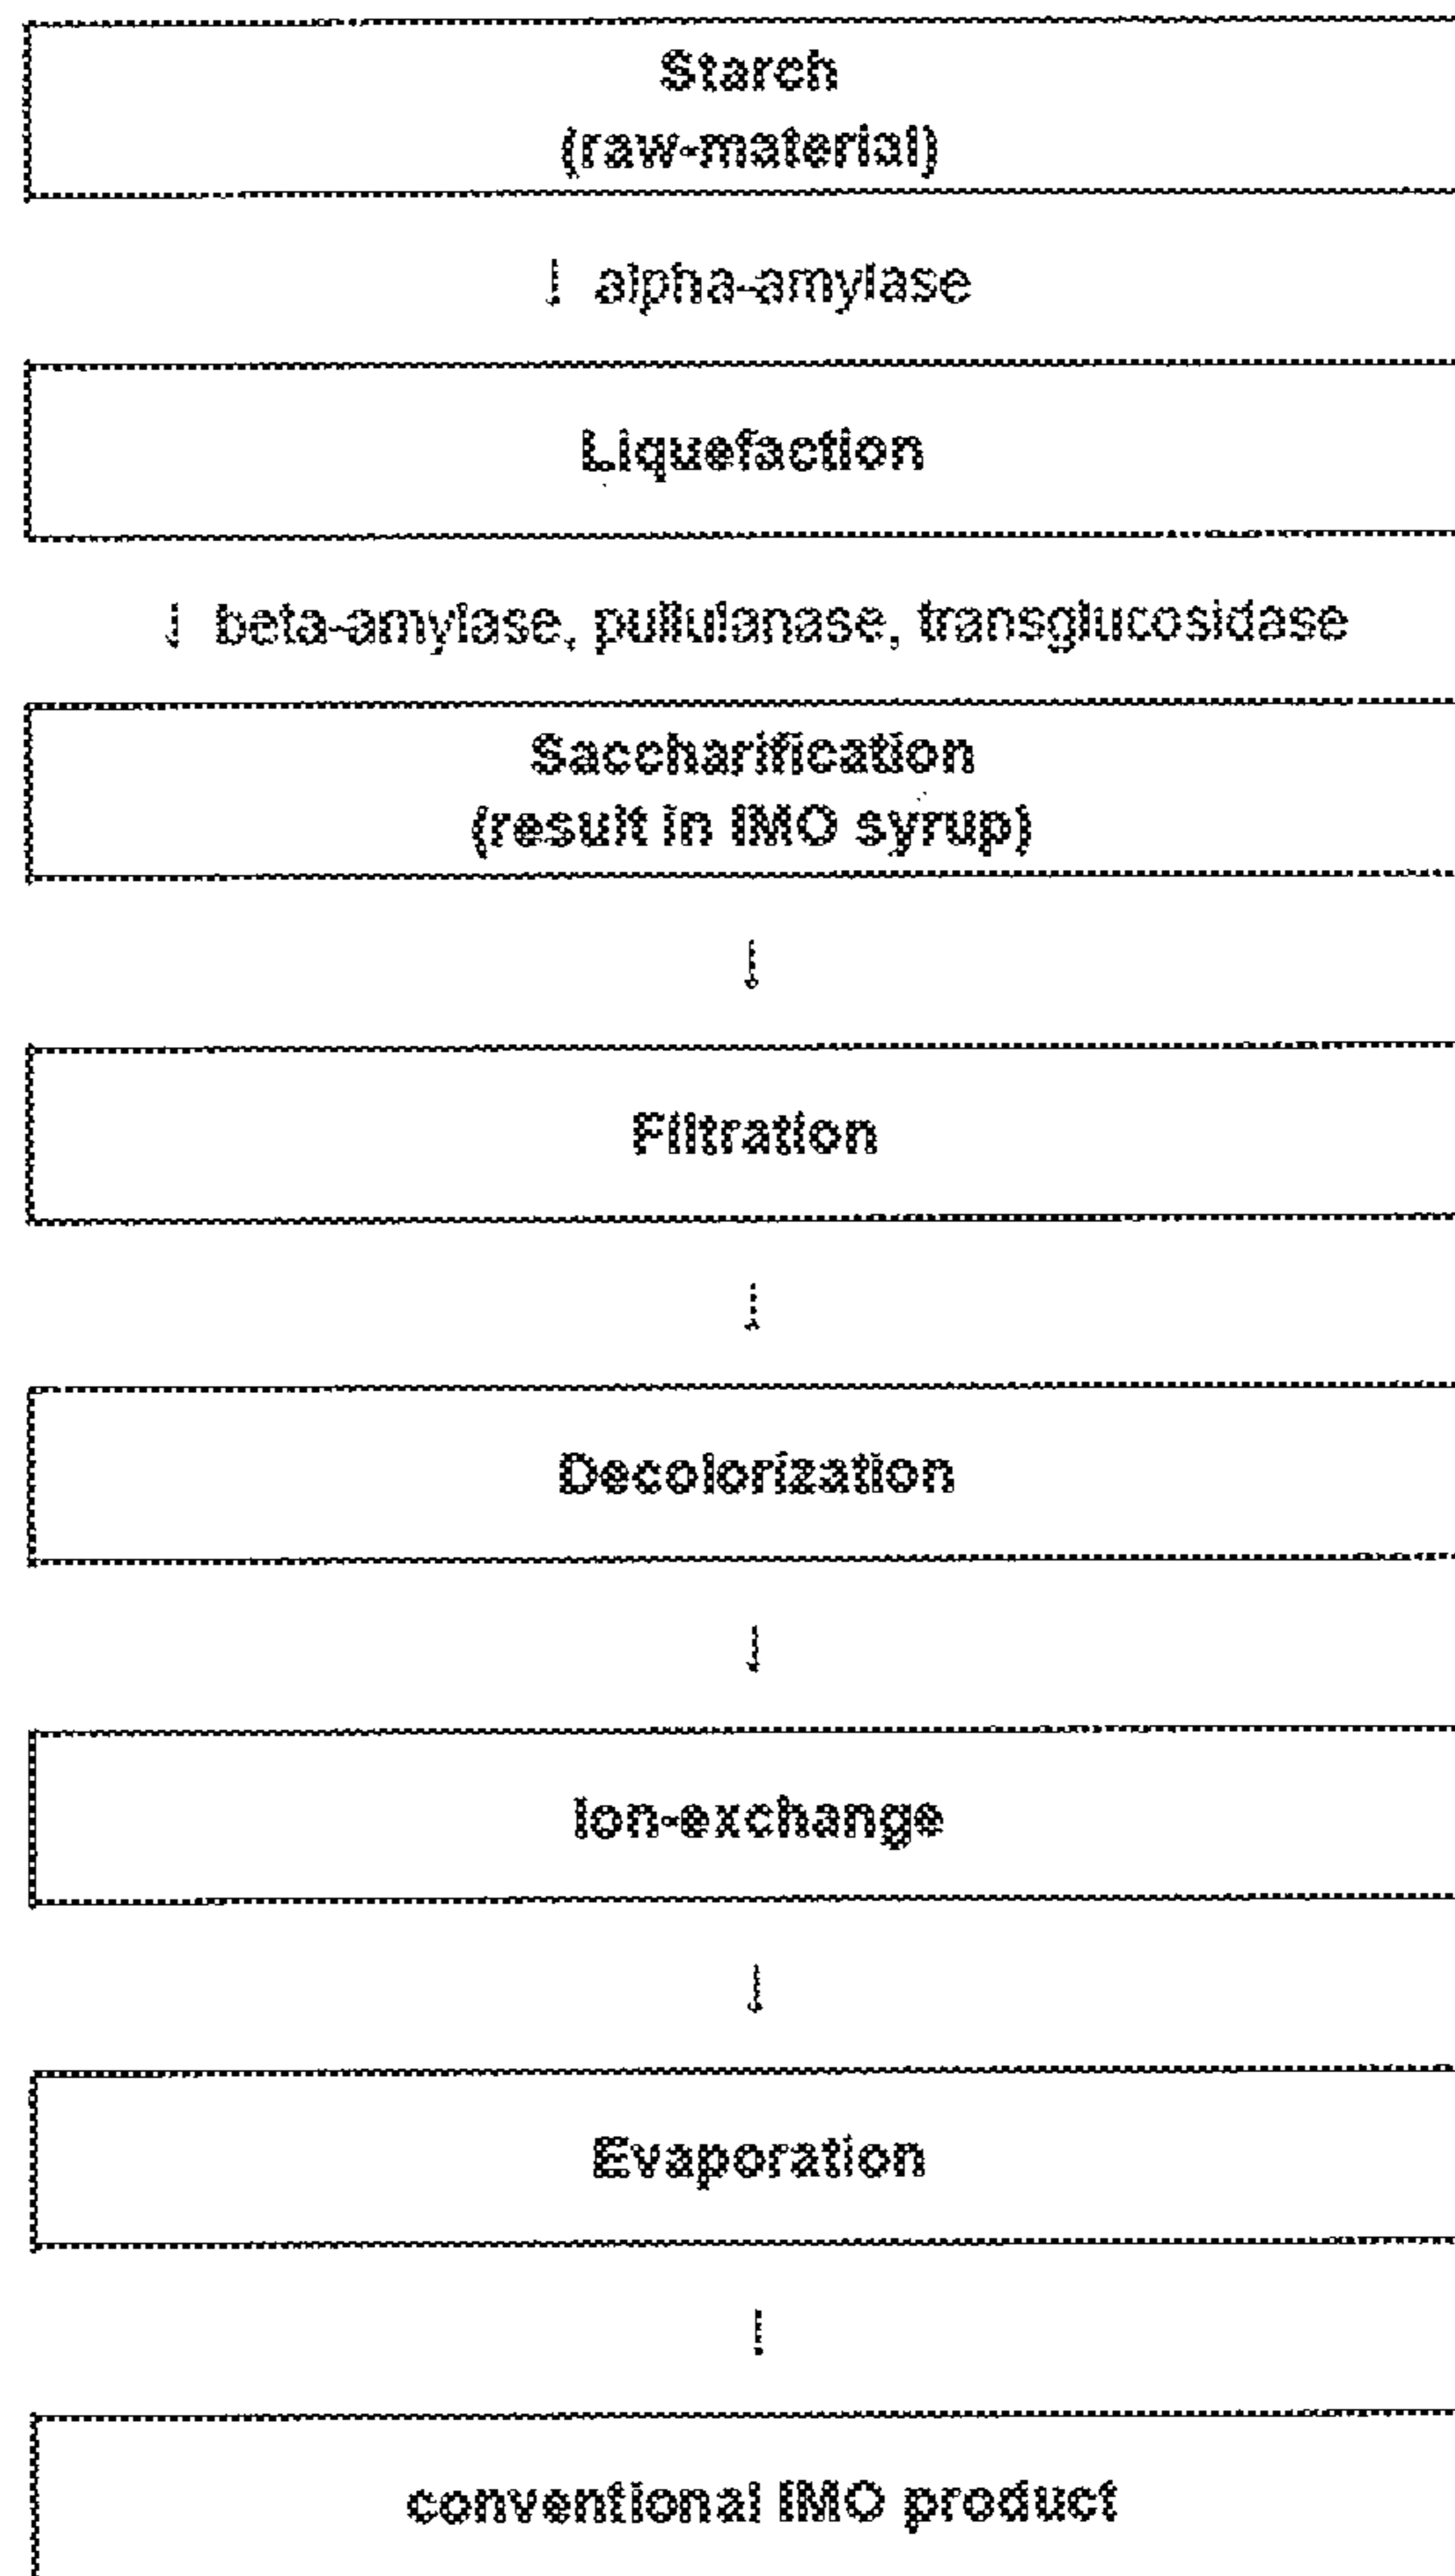 Starch
(raw-material)
↓ alpha-amylase
Liquefaction
↓ beta-amylase, pullulanase, transglucosidase
Saccharification
(result in IMO syrup)
↓
Filtration
↓
Decolorization
↓
Ion-exchange
↓
Evaporation
↓
conventional IMO product